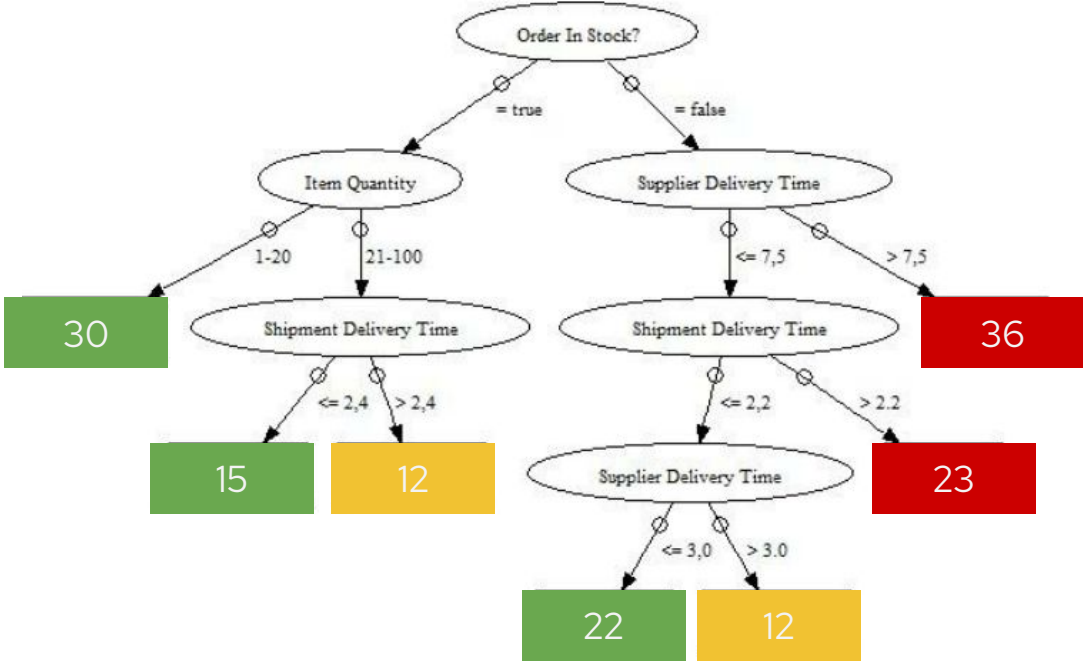 Order In Stock?
= true
= false
Item Quantity
Supplier Delivery Time
1-20
21-100
<= 7,5
> 7,5
30
Shipment Delivery Time
Shipment Delivery Time
36
<= 2,4
> 2,4
<= 2,2
> 2.2
15
12
Supplier Delivery Time
23
<= 3,0
> 3.0
22
12